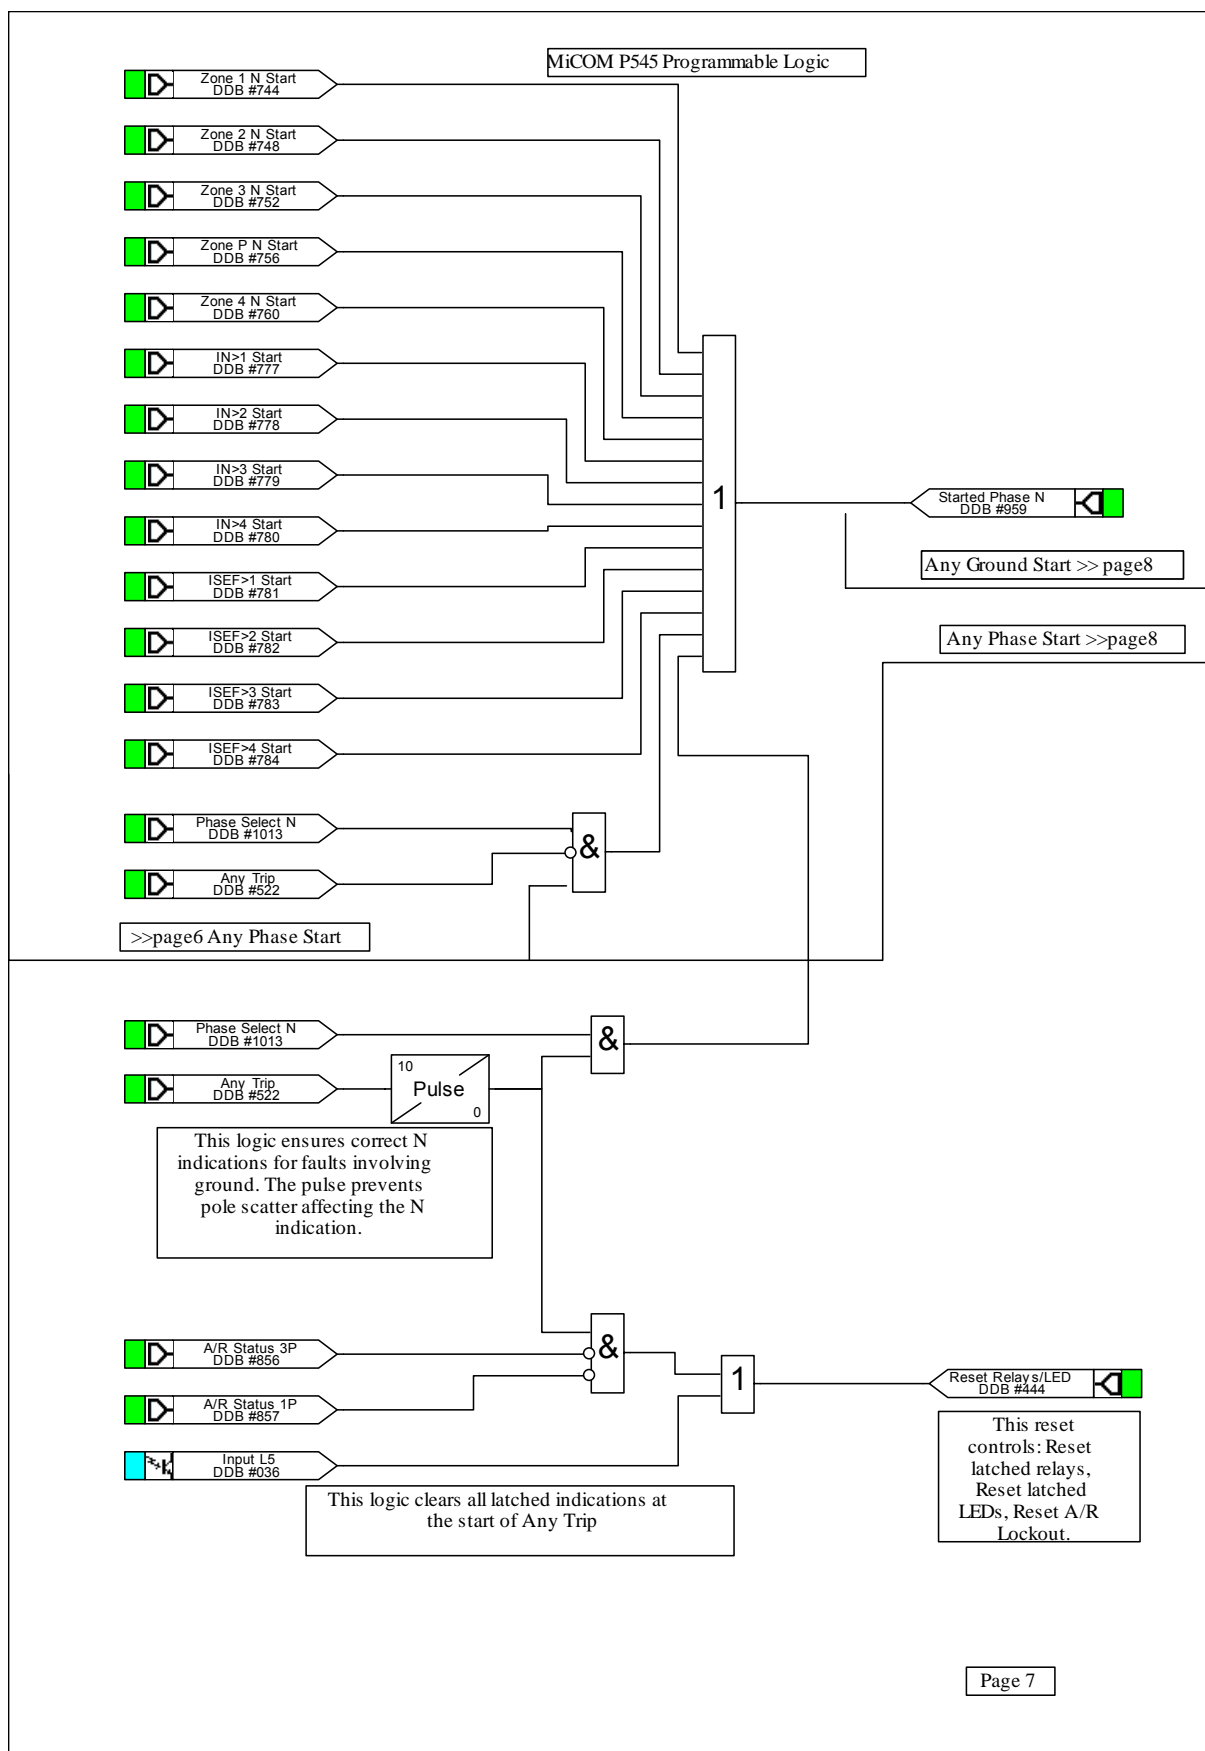 MiCOM P545 Programmable Logic
Zone 1 N Start
DDB #744
Zone 2 N Start
DDB #748
Zone 3 N Start
DDB #752
Zone P N Start
DDB #756
Zone 4 N Start
DDB #760
IN>1 Start
DDB #777
IN>2 Start
DDB #778
IN>3 Start
DDB #779
IN>4 Start
DDB #780
ISEF>1 Start
DDB #781
ISEF>2 Start
DDB #782
ISEF>3 Start
DDB #783
ISEF>4 Start
DDB #784
1
Started Phase N
DDB #959
Any Ground Start >> page8
Any Phase Start >>page8
Phase Select N
DDB #1013
Any Trip
DDB #522
&
>>page6 Any Phase Start
Phase Select N
DDB #1013
Any Trip
DDB #522
10
Pulse
0
&
This logic ensures correct N
indications for faults involving
ground. The pulse prevents
pole scatter affecting the N
indication.
A/R Status 3P
DDB #856
A/R Status 1P
DDB #857
Input L5
DDB #036
&
1
Reset Relays/LED
DDB #444
This logic clears all latched indications at
the start of Any Trip
This reset
controls: Reset
latched relays,
Reset latched
LEDs, Reset A/R
Lockout.
Page 7